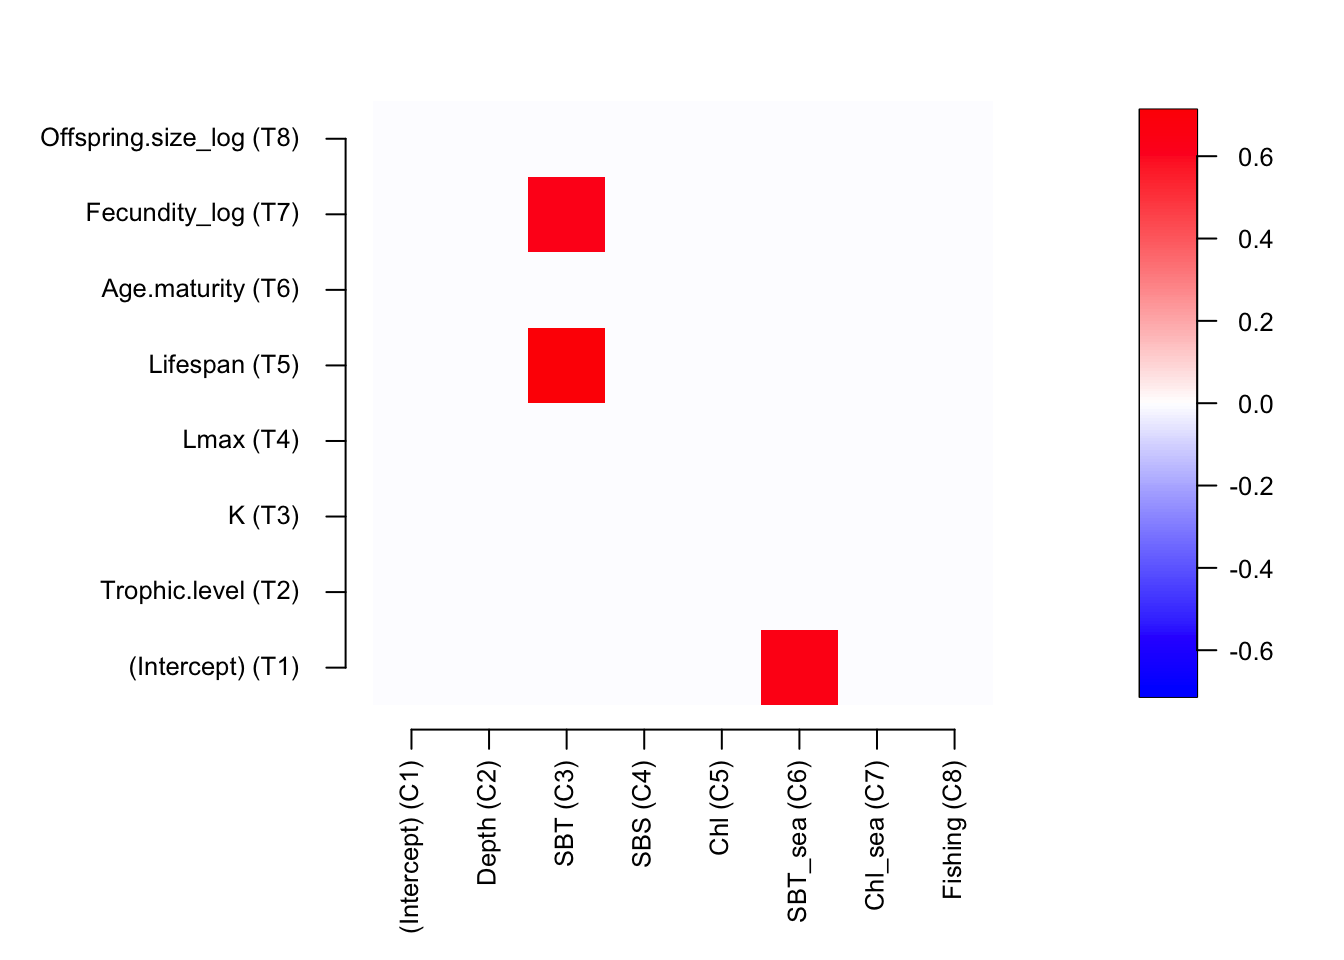 Offspring.size_log (T8)
Fecundity_log (T7)
Age.maturity (T6)
Lifespan (T5)
Lmax (T4)
K (T3)
Trophic.level (T2)
(Intercept) (T1)
(Intercept) (C1)
Depth (C2)
SBT (C3)
SBS (C4)
Chl (C5)
SBT_sea (C6)
Chl_sea (C7)
Fishing (C8)
0.6
0.4
0.2
0.0
-0.2
-0.4
-0.6